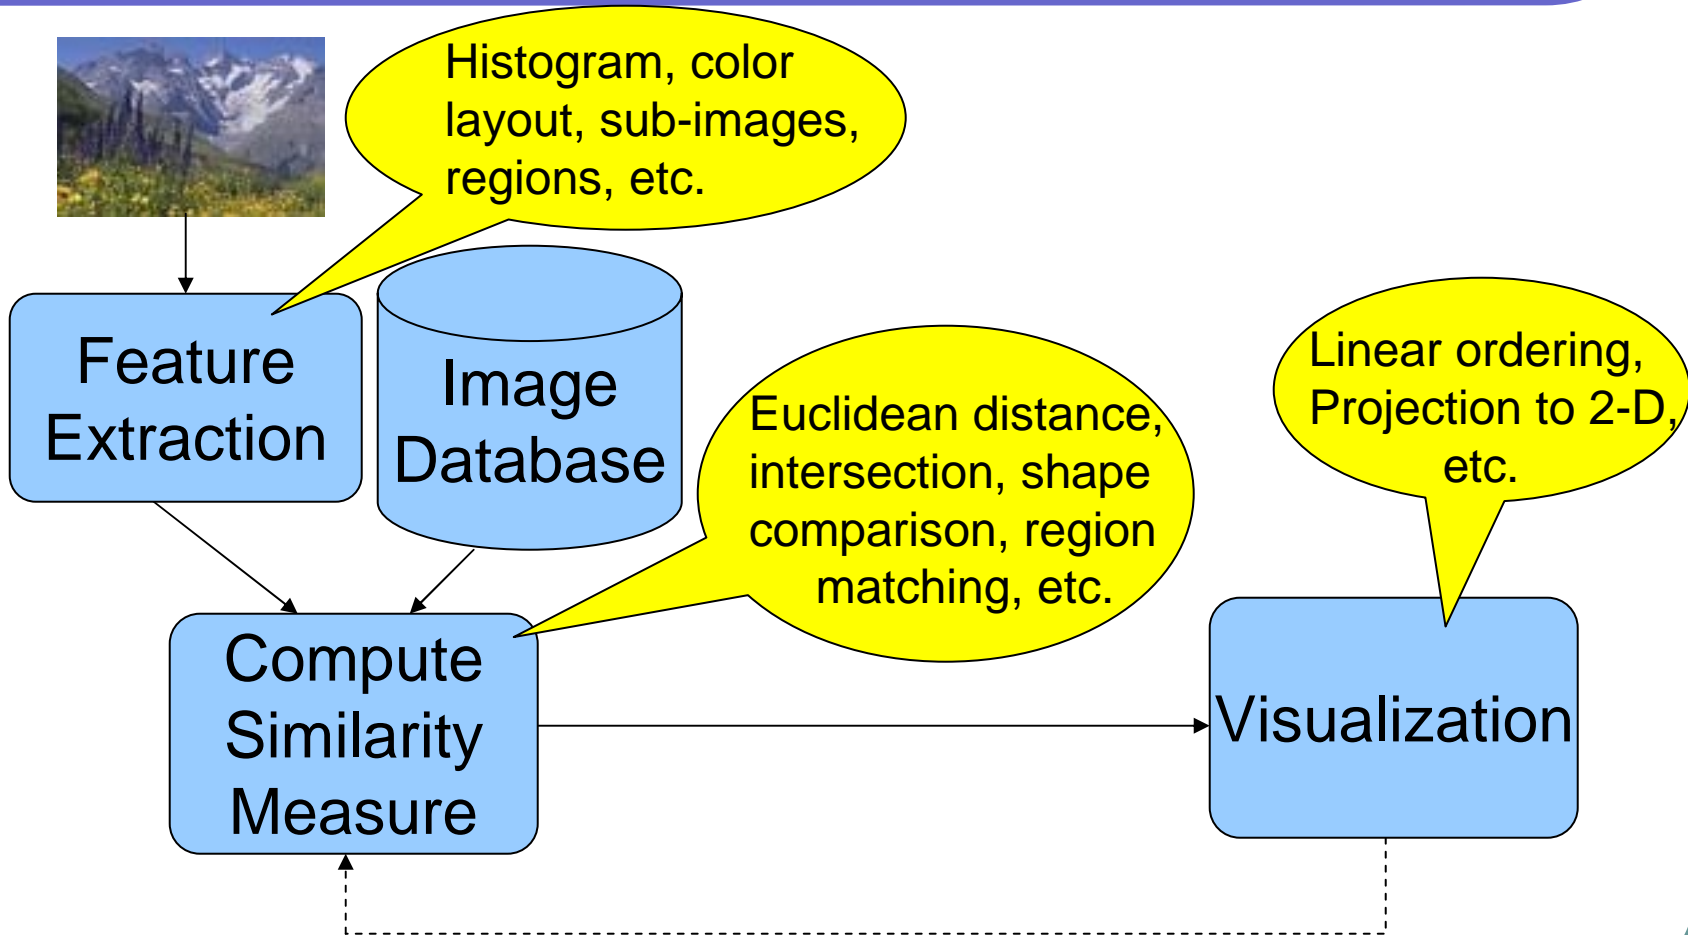 Histogram, color
layout, sub-images,
regions, etc.
Feature
Extraction
Image
Database
Euclidean distance,
intersection, shape
comparison, region
matching, etc.
Linear ordering,
Projection to 2-D,
etc.
Compute
Similarity
Measure
Visualization